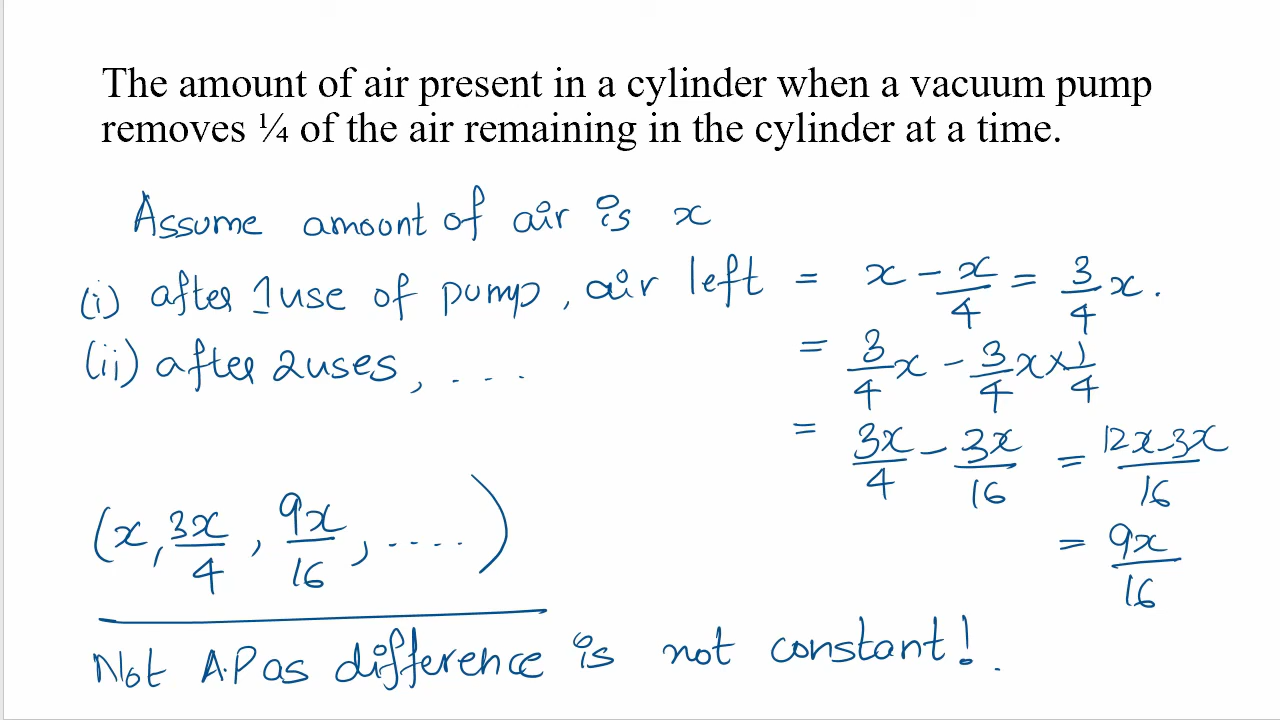 The amount of air present in a cylinder when a vacuum pump
removes ¼ of the air remaining in the cylinder at a time.
Assume amount of air is x
(i) after 1 use of pump, air left = x - x/4 = 3/4 x.
(ii) after 2 uses, .... = 3/4 x - 3/4 x × 1/4
= 3x/4 - 3x/16 = 12x-3x/16
= 9x/16
(x, 3x/4, 9x/16, .....)
Not A.P as difference is not constant!.